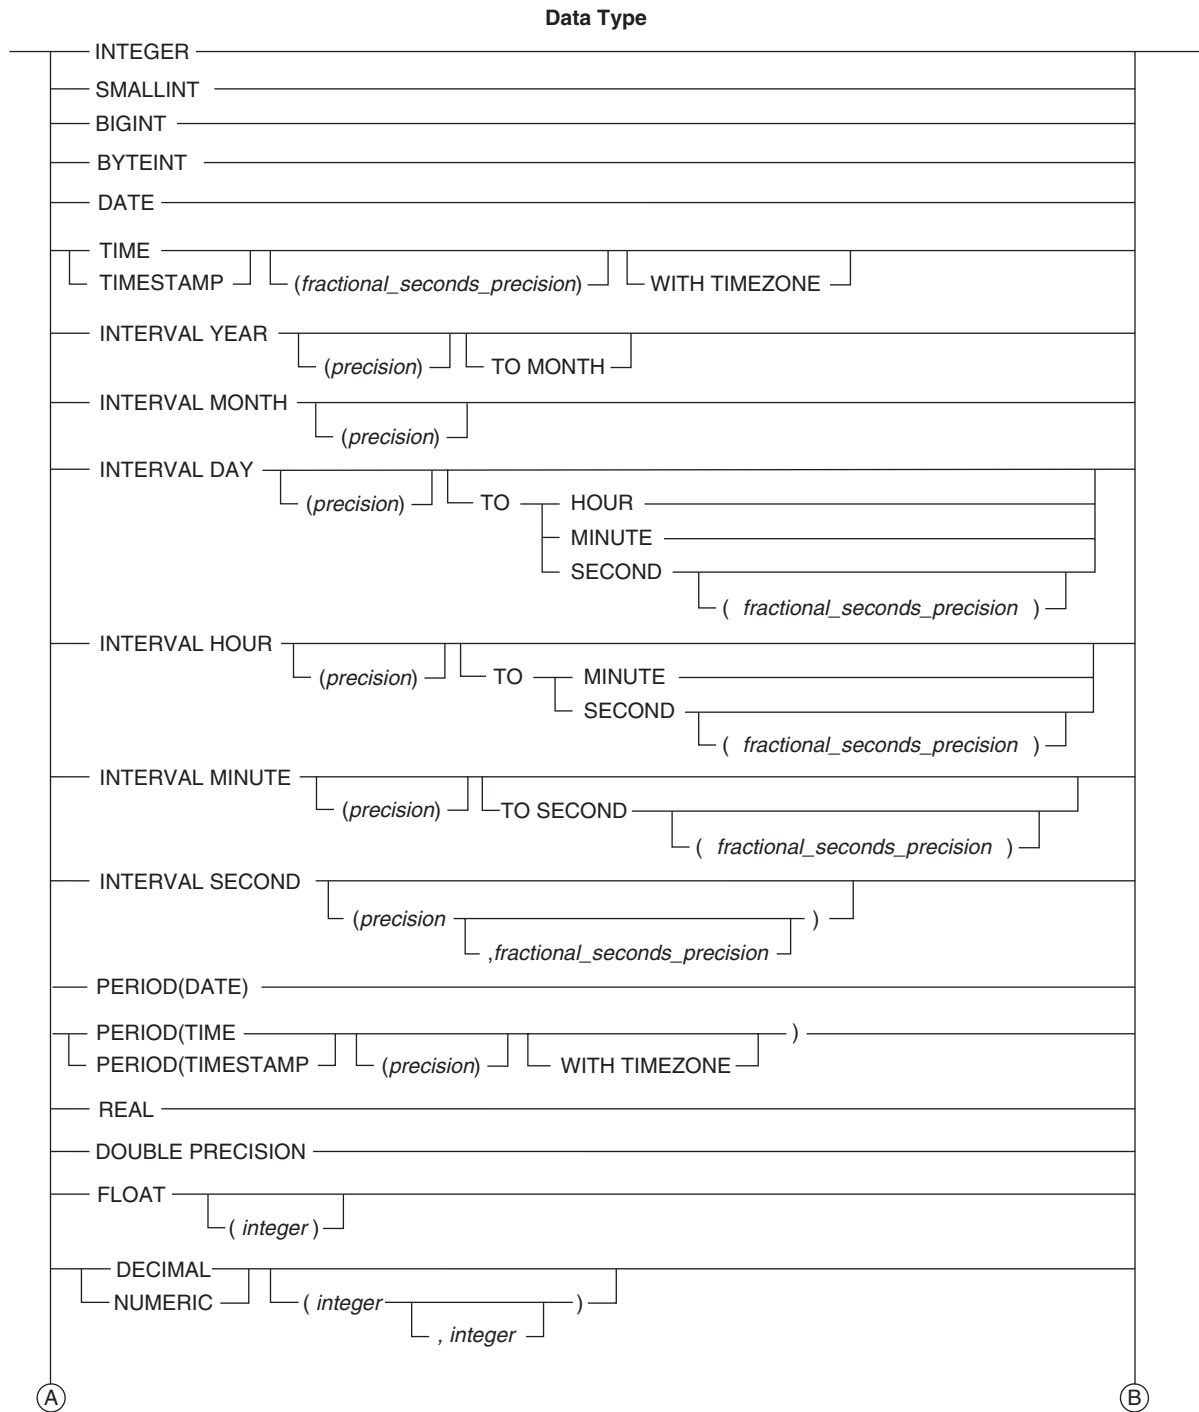 Data Type
INTEGER
SMALLINT
BIGINT
BYTEINT
DATE
TIME
TIMESTAMP (fractional_seconds_precision) WITH TIMEZONE
INTERVAL YEAR
(precision) TO MONTH
INTERVAL MONTH
(precision)
INTERVAL DAY
(precision) TO HOUR
MINUTE
SECOND
( fractional_seconds_precision )
INTERVAL HOUR
(precision) TO MINUTE
SECOND
( fractional_seconds_precision )
INTERVAL MINUTE
(precision) TO SECOND
( fractional_seconds_precision )
INTERVAL SECOND
(precision )
,fractional_seconds_precision
PERIOD(DATE)
PERIOD(TIME )
PERIOD(TIMESTAMP (precision) WITH TIMEZONE
REAL
DOUBLE PRECISION
FLOAT
( integer )
DECIMAL
NUMERIC ( integer )
, integer
A B